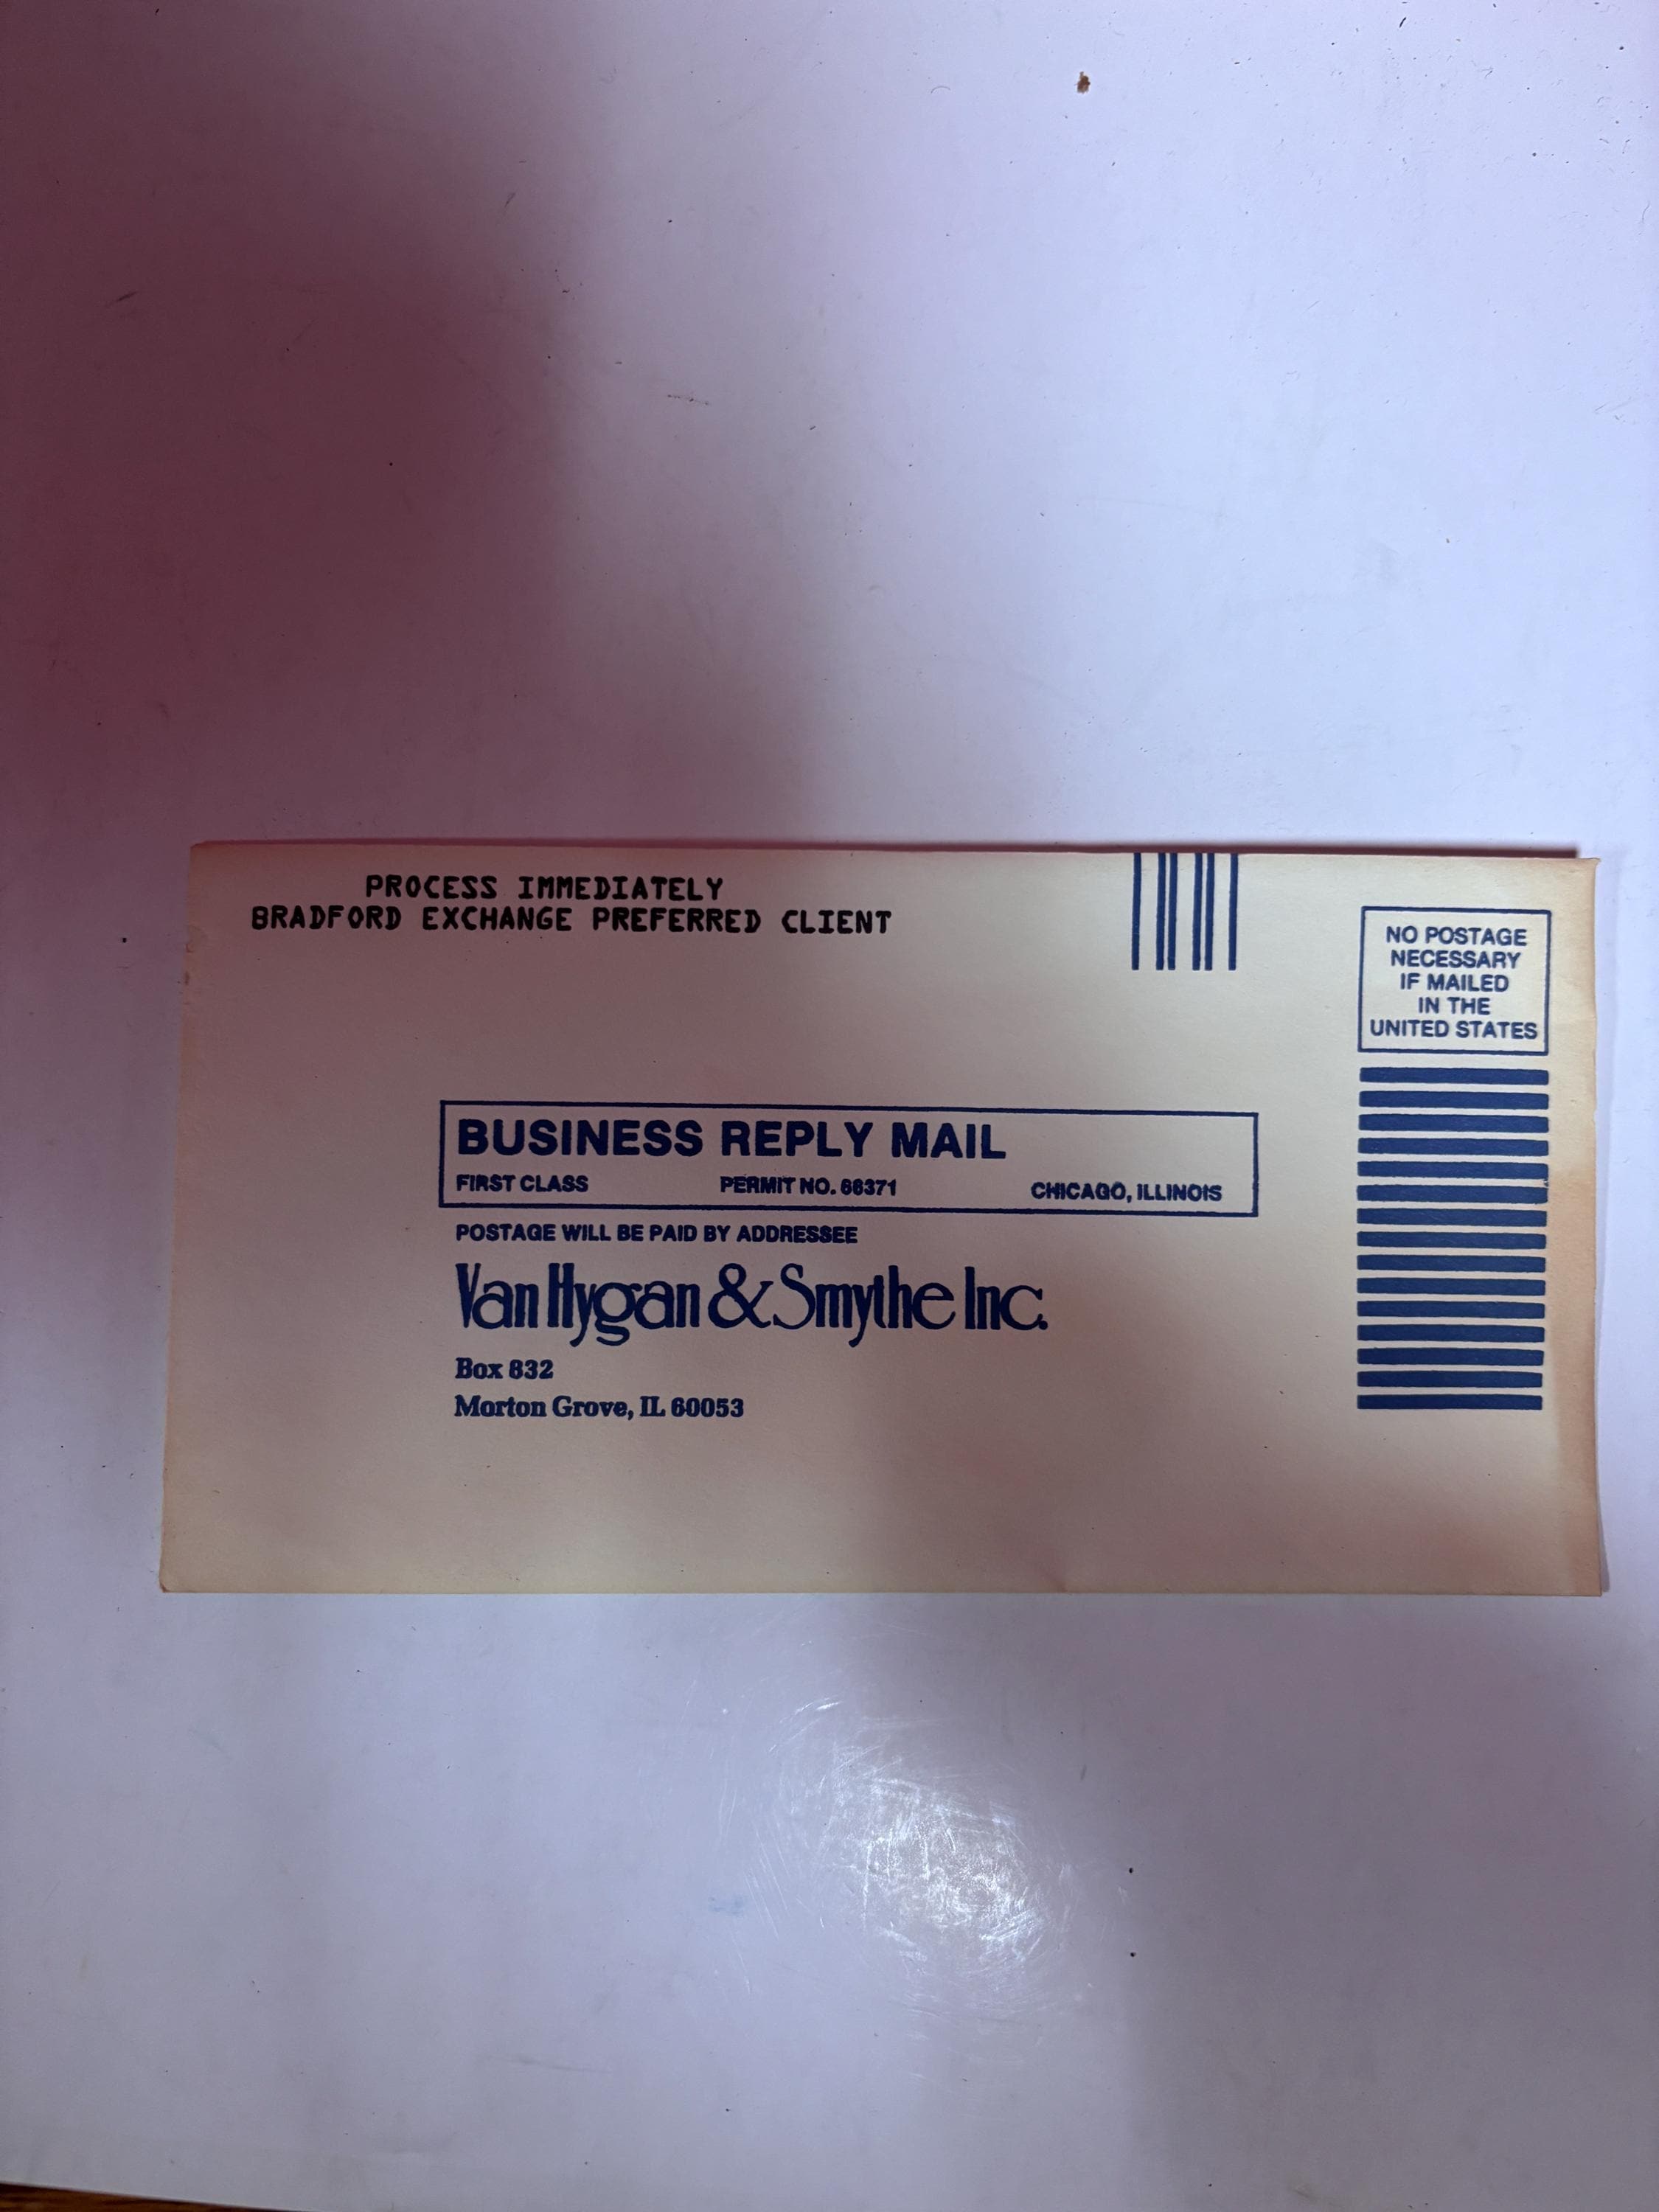 PROCESS IMMEDIATELY
BRADFORD EXCHANGE PREFERRED CLIENT
NO POSTAGE
NECESSARY
IF MAILED
IN THE
UNITED STATES
BUSINESS REPLY MAIL
FIRST CLASS PERMIT NO. 66371 CHICAGO, ILLINOIS
POSTAGE WILL BE PAID BY ADDRESSEE
Van Hygan & Smythe Inc.
Box 832
Morton Grove, IL 60053